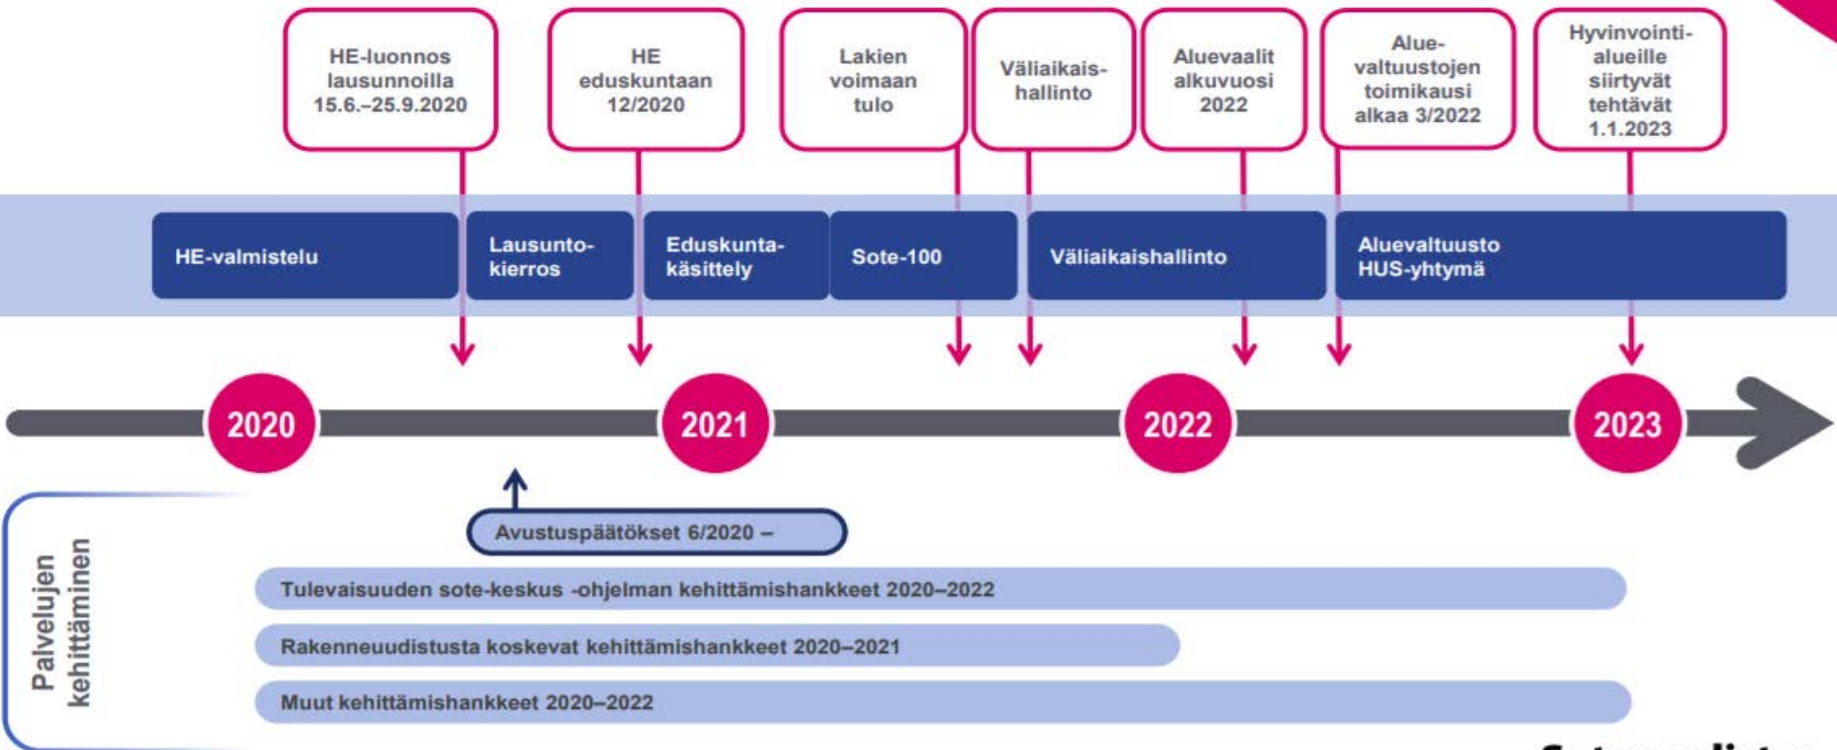 HE-luonnos
lausunnoilla
15.6.–25.9.2020
HE
eduskuntaan
12/2020
Lakien
voimaan
tulo
Väliaikais-
hallinto
Aluevaalit
alkuvuosi
2022
Alue-
valtuustojen
toimikausi
alkaa 3/2022
Hyvinvointi-
alueille
siirtyvät
tehtävät
1.1.2023
HE-valmistelu
Lausunto-
kierros
Eduskunta-
käsittely
Sote-100
Väliaikaishallinto
Aluevaltuusto
HUS-yhtymä
2020
2021
2022
2023
Palvelujen
kehittäminen
Avustuspäätökset 6/2020 –
Tulevaisuuden sote-keskus -ohjelman kehittämishankkeet 2020–2022
Rakenneuudistusta koskevat kehittämishankkeet 2020–2021
Muut kehittämishankkeet 2020–2022